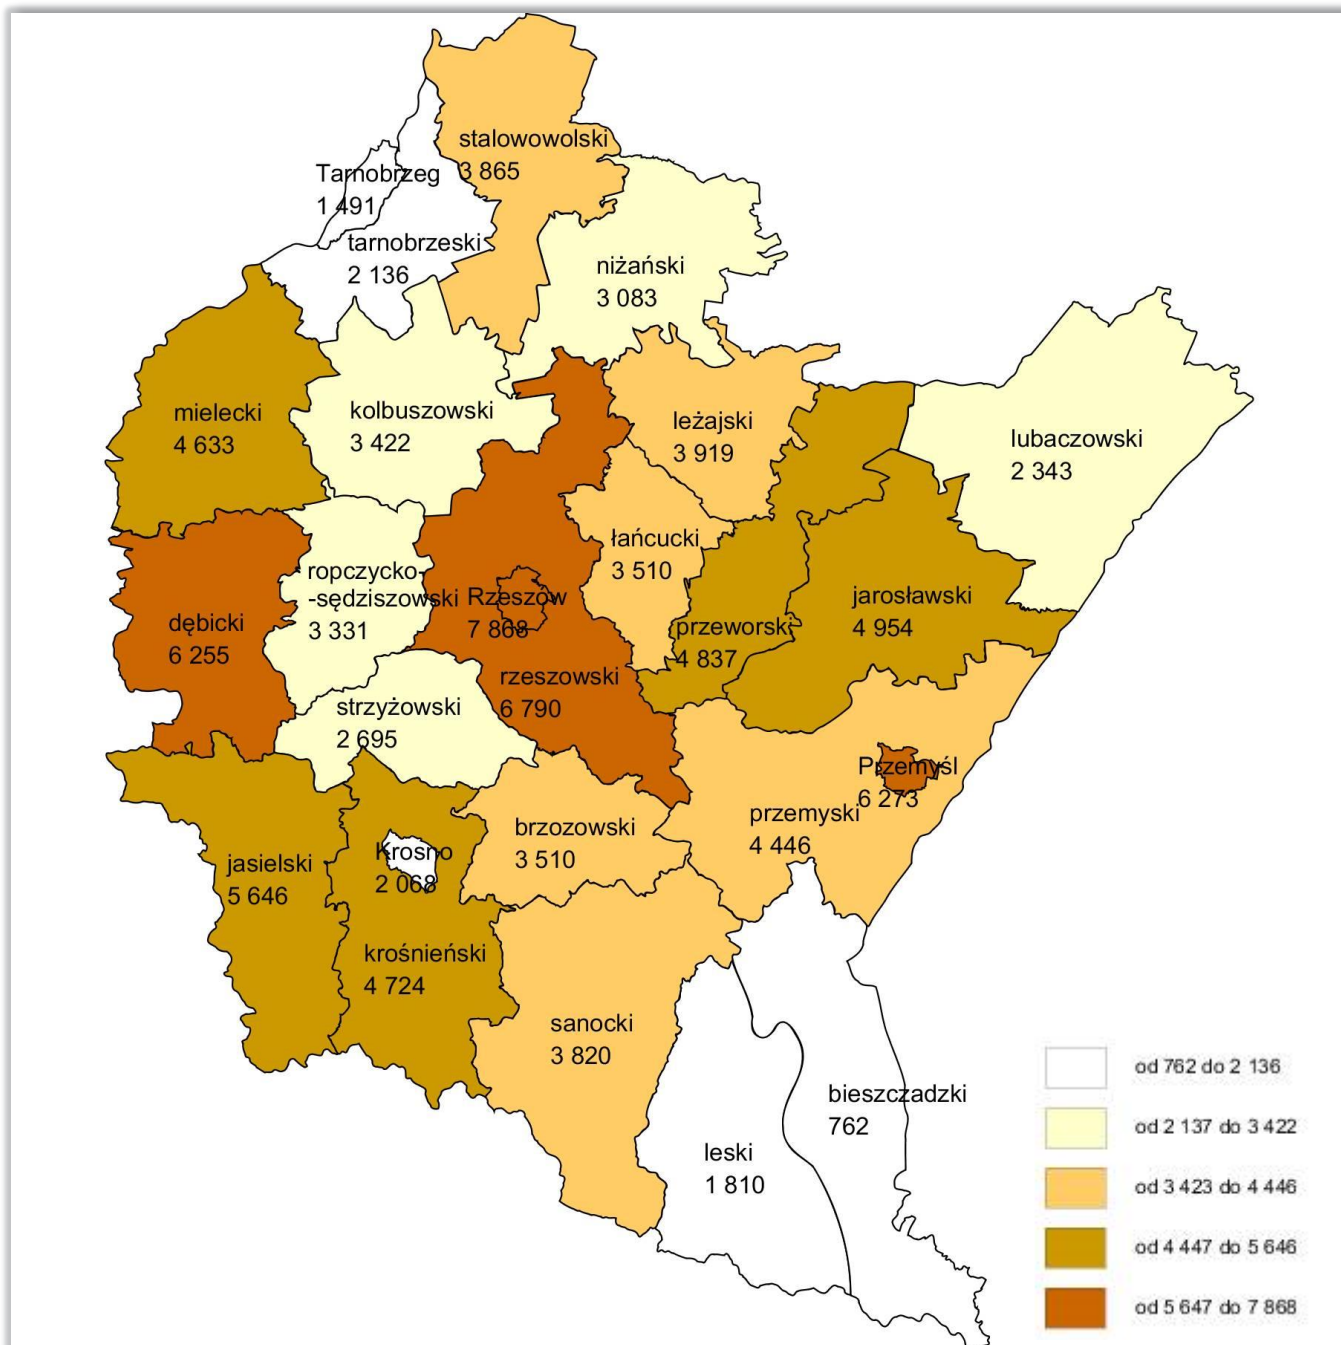 stalowowolski
3 865
Tarnobrzeg
1 491
tarnobrzeski
2 136
niżański
3 083
mielecki
4 633
kolbuszowski
3 422
leżajski
3 919
lubaczowski
2 343
łańcucki
3 510
ropczycko-
-sędziszowski
3 331
Rzeszów
7 868
dębicki
6 255
przeworski
4 837
jarosławski
4 954
rzeszowski
6 790
strzyżowski
2 695
Przemyśl
6 273
przemyski
4 446
brzozowski
3 510
Krosno
2 068
jasielski
5 646
krośnieński
4 724
sanocki
3 820
bieszczadzki
762
leski
1 810
od 762 do 2 136
od 2 137 do 3 422
od 3 423 do 4 446
od 4 447 do 5 646
od 5 647 do 7 868